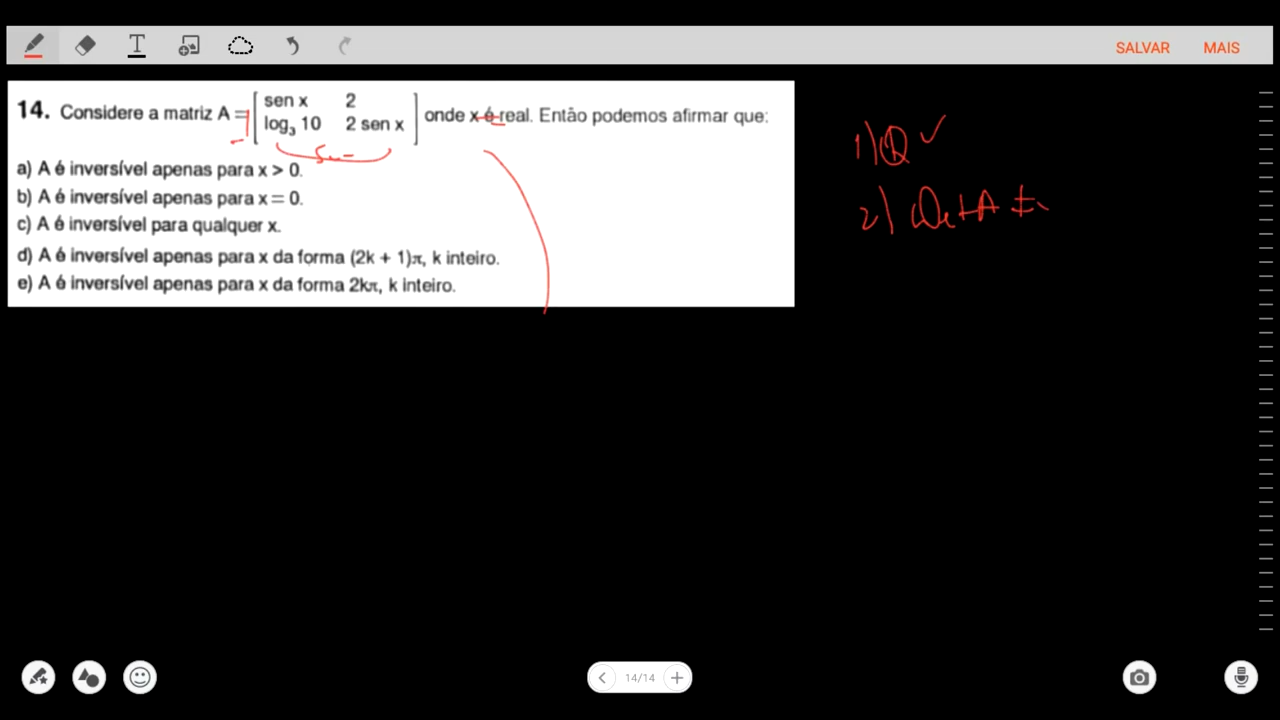 SALVAR MAIS
14. Considere a matriz A = [ sen x 2
log₃ 10 2 sen x ] onde x é real. Então podemos afirmar que:
a) A é inversível apenas para x > 0.
b) A é inversível apenas para x = 0.
c) A é inversível para qualquer x.
d) A é inversível apenas para x da forma (2k + 1)π, k inteiro.
e) A é inversível apenas para x da forma 2kπ, k inteiro.
1) Q ✓
2) Det A ≠
14/14